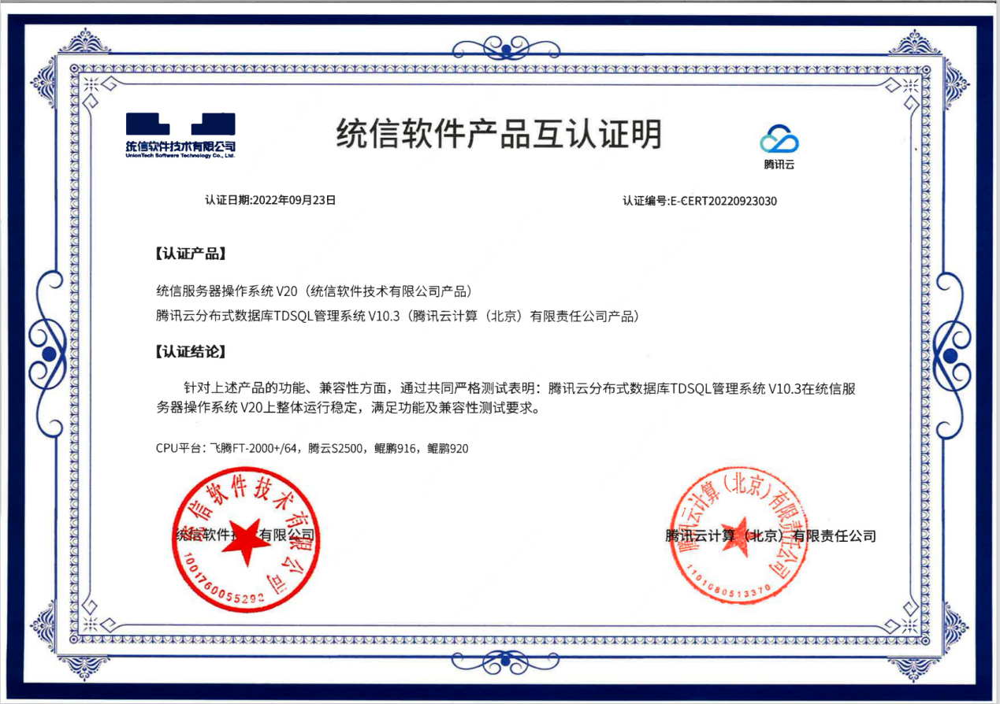 统信软件技术有限公司
UnionTech Software Technology Co., Ltd.
统信软件产品互认证明
腾讯云
认证日期:2022年09月23日
认证编号:E-CERT20220923030
【认证产品】
统信服务器操作系统 V20（统信软件技术有限公司产品）
腾讯云分布式数据库TDSQL管理系统 V10.3（腾讯云计算（北京）有限责任公司产品）
【认证结论】
针对上述产品的功能、兼容性方面，通过共同严格测试表明：腾讯云分布式数据库TDSQL管理系统 V10.3在统信服
务器操作系统 V20上整体运行稳定，满足功能及兼容性测试要求。
CPU平台：飞腾FT-2000+/64，腾云S2500，鲲鹏916，鲲鹏920
统信软件技术有限公司
统信软件技术有限公司
1001760055292
腾讯云计算（北京）有限责任公司
腾讯云计算（北京）有限责任公司
1101080513370